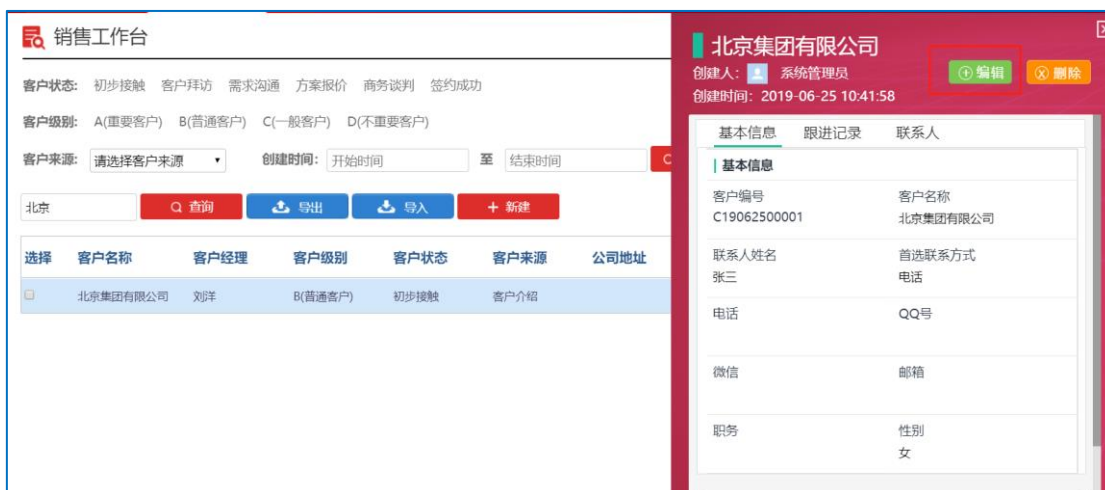 销售工作台
客户状态: 初步接触 客户拜访 需求沟通 方案报价 商务谈判 签约成功
客户级别: A(重要客户) B(普通客户) C(一般客户) D(不重要客户)
客户来源: 请选择客户来源 创建时间: 开始时间 至 结束时间
北京 查询 导出 导入 + 新建
选择 客户名称 客户经理 客户级别 客户状态 客户来源 公司地址
北京集团有限公司 刘洋 B(普通客户) 初步接触 客户介绍
北京集团有限公司
创建人: 系统管理员 编辑 删除
创建时间: 2019-06-25 10:41:58
基本信息 跟进记录 联系人
基本信息
客户编号 客户名称
C19062500001 北京集团有限公司
联系人姓名 首选联系方式
张三 电话
电话 QQ号
微信 邮箱
职务 性别
女